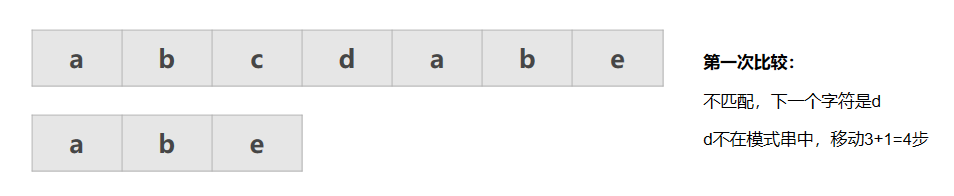 a b c d a b e
第一次比较：
不匹配，下一个字符是d
a b e
d不在模式串中，移动3+1=4步